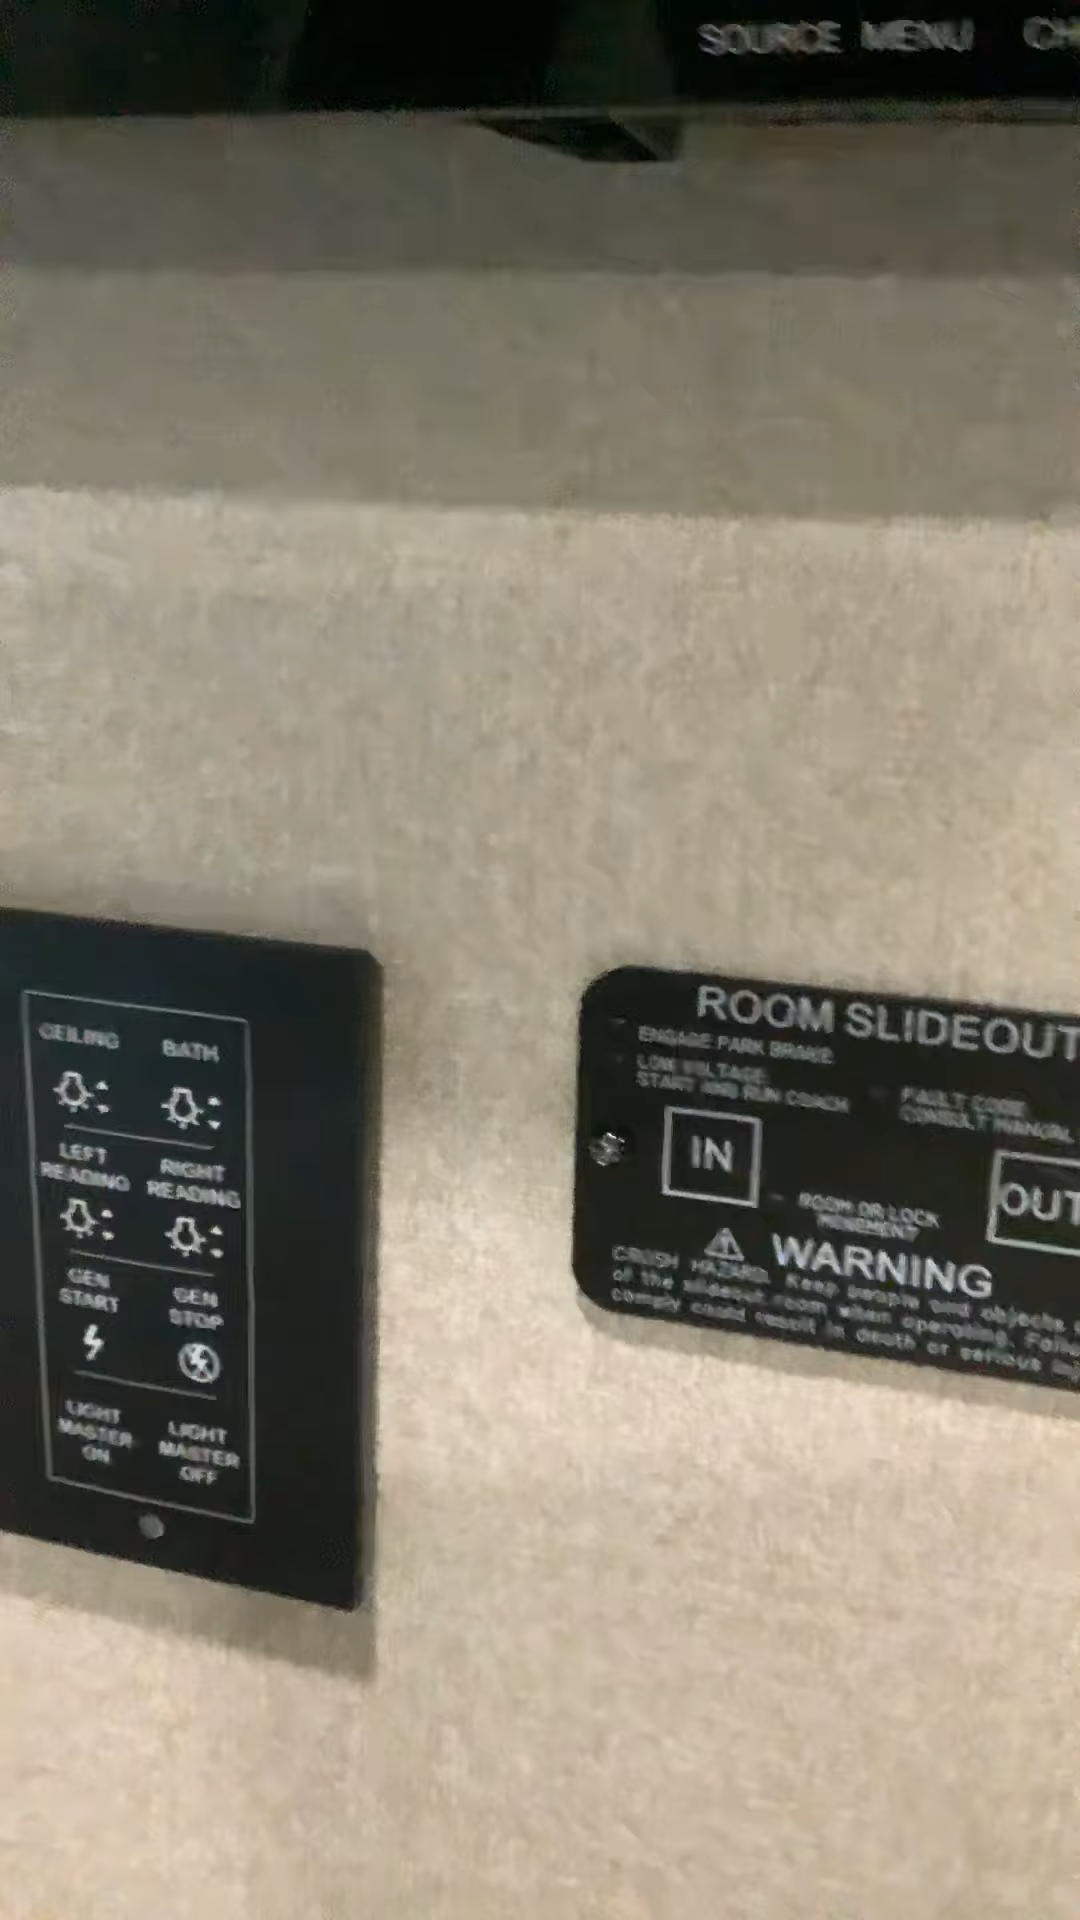 SOURCE MENU CH
CEILING
BATH
LEFT
READING
RIGHT
READING
GEN
START
GEN
STOP
LIGHT
MASTER
ON
LIGHT
MASTER
OFF
ROOM SLIDEOUT
ENGAGE PARK BRAKE
LOW VOLTAGE
START AND RUN COACH
FAULT CODE
CONSULT MANUAL
IN
OUT
ROOM OR LOCK
MOVEMENT
WARNING
CRUSH HAZARD. Keep people and objects
of the slideout room when operating.
comply could result in death or serious